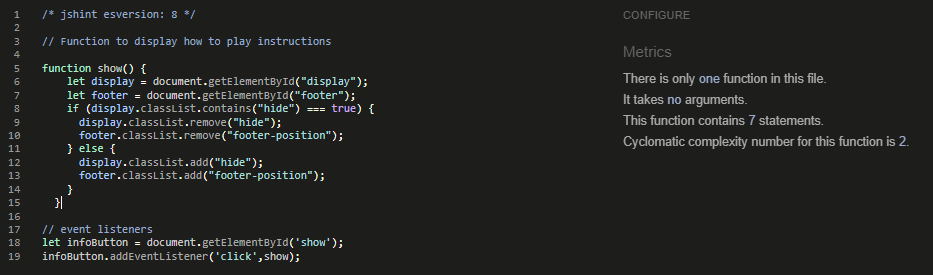 1 /* jshint esversion: 8 */
2
3 // Function to display how to play instructions
4
5 function show() {
6 let display = document.getElementById("display");
7 let footer = document.getElementById("footer");
8 if (display.classList.contains("hide") === true) {
9 display.classList.remove("hide");
10 footer.classList.remove("footer-position");
11 } else {
12 display.classList.add("hide");
13 footer.classList.add("footer-position");
14 }
15 }
16
17 // event listeners
18 let infoButton = document.getElementById('show');
19 infoButton.addEventListener('click',show);
CONFIGURE
Metrics
There is only one function in this file.
It takes no arguments.
This function contains 7 statements.
Cyclomatic complexity number for this function is 2.